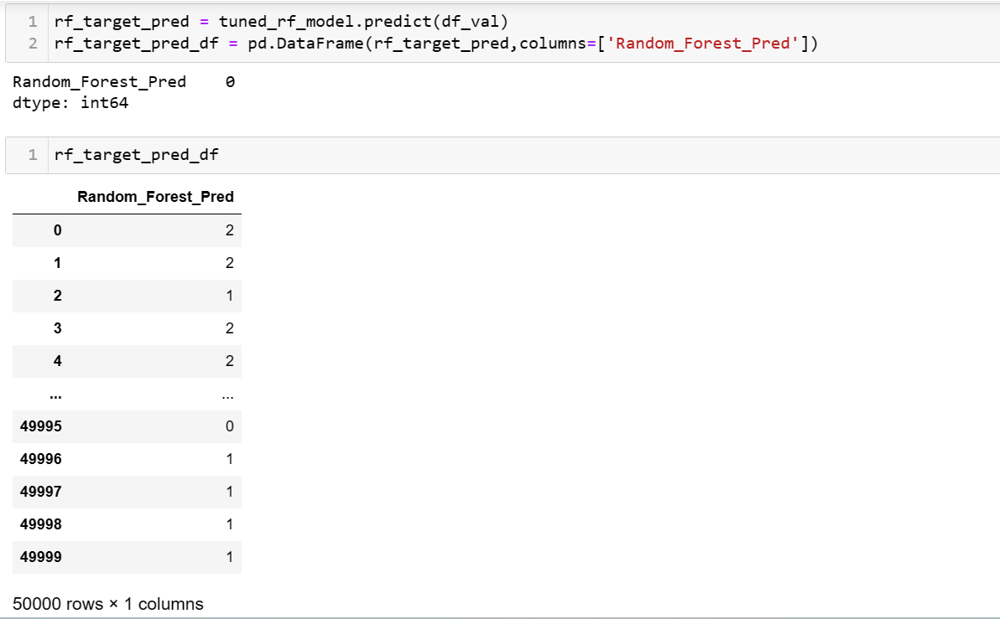 1 rf_target_pred = tuned_rf_model.predict(df_val)
2 rf_target_pred_df = pd.DataFrame(rf_target_pred,columns=['Random_Forest_Pred'])
Random_Forest_Pred    0
dtype: int64
1 rf_target_pred_df
Random_Forest_Pred
0 2
1 2
2 1
3 2
4 2
... ...
49995 0
49996 1
49997 1
49998 1
49999 1
50000 rows × 1 columns